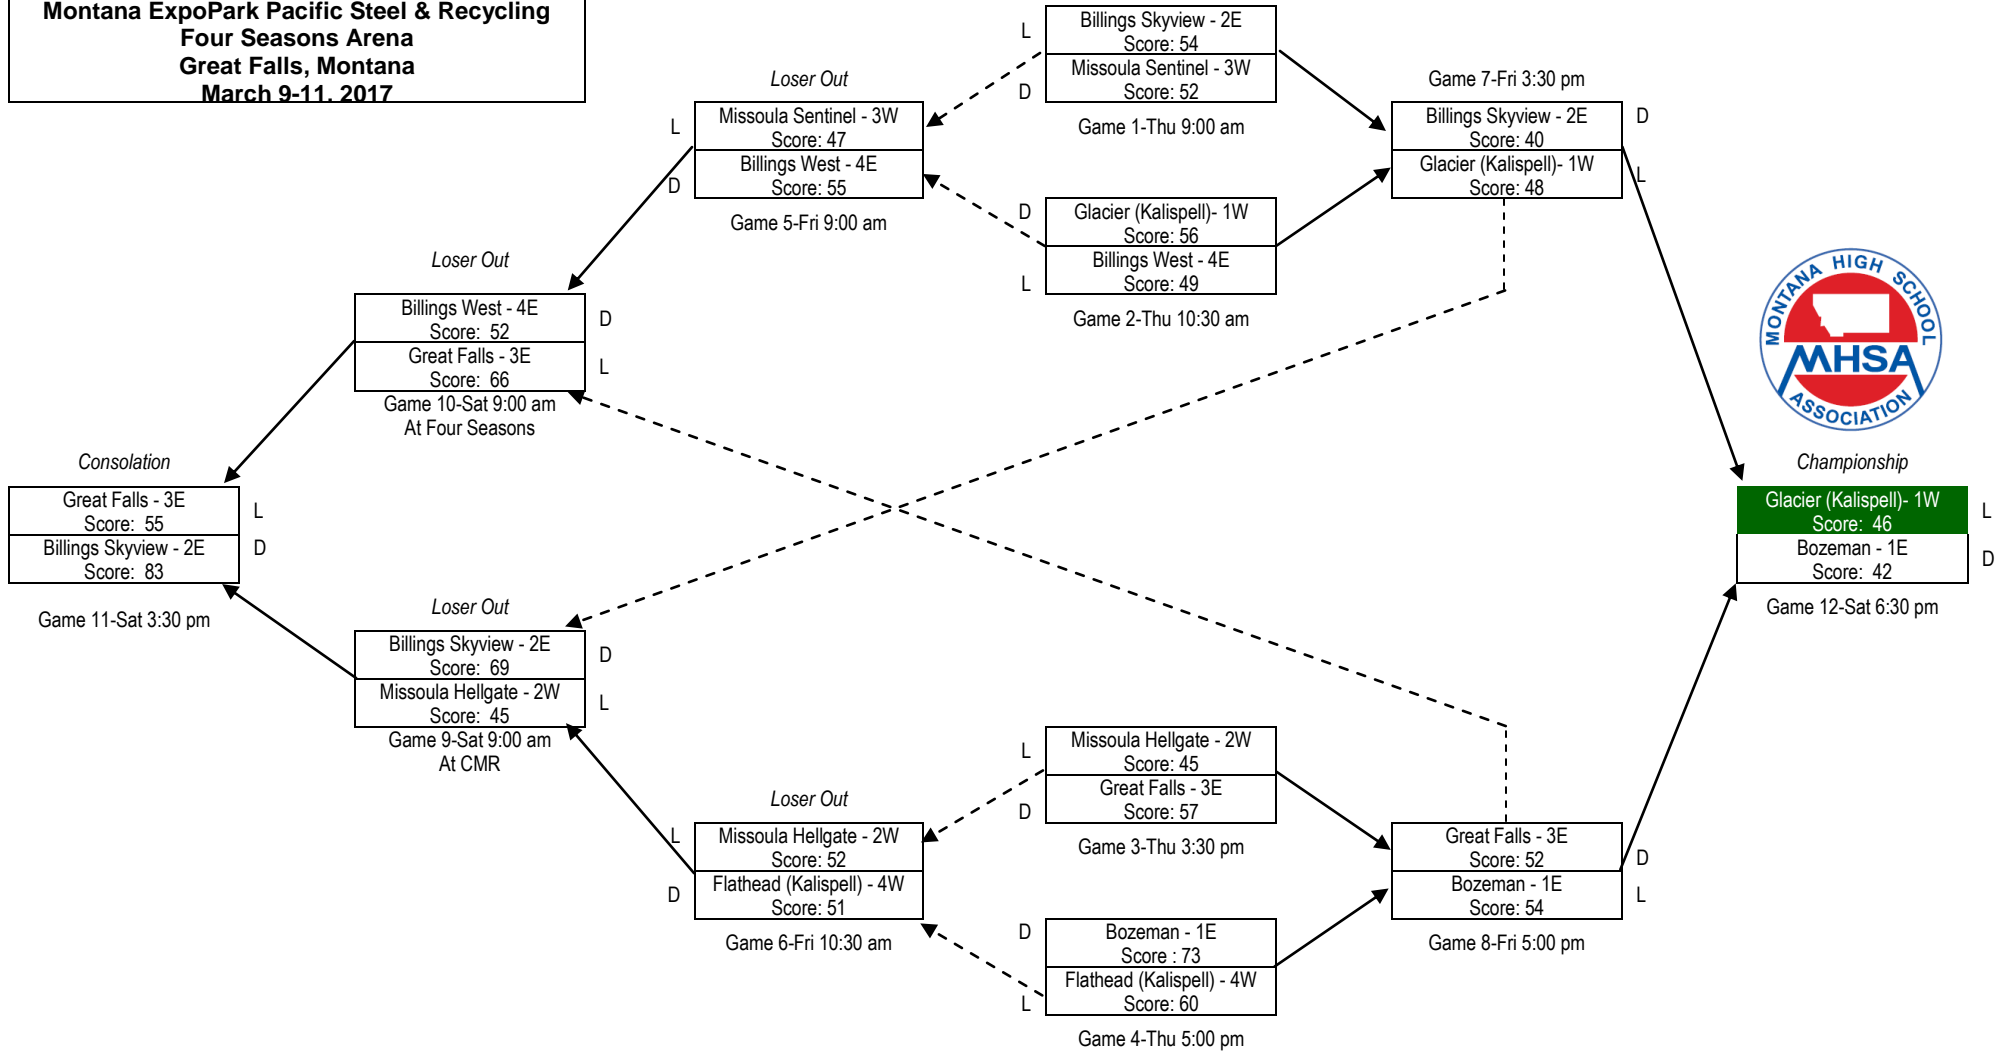 Montana ExpoPark Pacific Steel & Recycling
Four Seasons Arena
Great Falls, Montana
March 9-11, 2017
L
Billings Skyview - 2E
Score: 54
Missoula Sentinel - 3W
Score: 52
D
Game 1-Thu 9:00 am
D
Glacier (Kalispell)- 1W
Score: 56
Billings West - 4E
Score: 49
L
Game 2-Thu 10:30 am
Loser Out
L
Missoula Sentinel - 3W
Score: 47
Billings West - 4E
Score: 55
D
Game 5-Fri 9:00 am
Game 7-Fri 3:30 pm
Billings Skyview - 2E
Score: 40
D
Glacier (Kalispell)- 1W
Score: 48
L
Loser Out
Billings West - 4E
Score: 52
D
Great Falls - 3E
Score: 66
L
Game 10-Sat 9:00 am
At Four Seasons
MONTANA HIGH SCHOOL
MHSA
ASSOCIATION
Consolation
Great Falls - 3E
Score: 55
L
Billings Skyview - 2E
Score: 83
D
Game 11-Sat 3:30 pm
Championship
Glacier (Kalispell)- 1W
Score: 46
L
Bozeman - 1E
Score: 42
D
Game 12-Sat 6:30 pm
Loser Out
Billings Skyview - 2E
Score: 69
D
Missoula Hellgate - 2W
Score: 45
L
Game 9-Sat 9:00 am
At CMR
Loser Out
L
Missoula Hellgate - 2W
Score: 52
Flathead (Kalispell) - 4W
Score: 51
D
Game 6-Fri 10:30 am
L
Missoula Hellgate - 2W
Score: 45
Great Falls - 3E
Score: 57
D
Game 3-Thu 3:30 pm
D
Bozeman - 1E
Score : 73
Flathead (Kalispell) - 4W
Score: 60
L
Game 4-Thu 5:00 pm
Great Falls - 3E
Score: 52
D
Bozeman - 1E
Score: 54
L
Game 8-Fri 5:00 pm